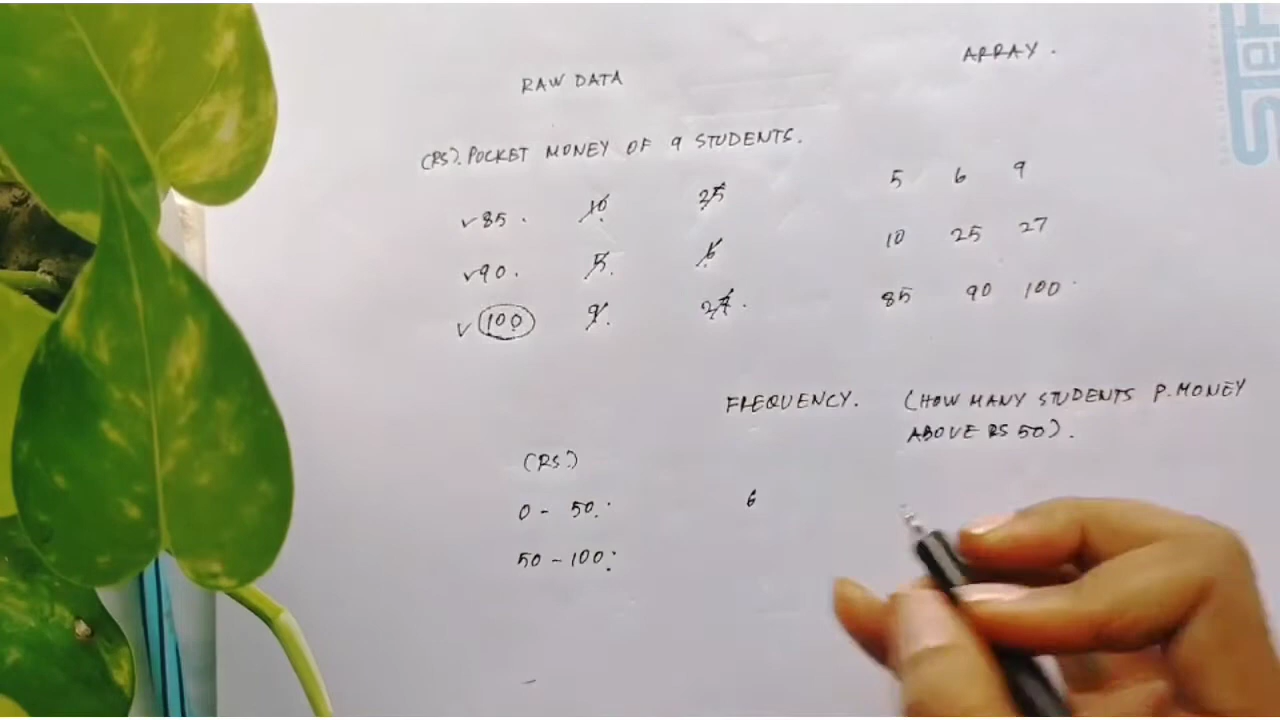 RAW DATA
ARRAY.
(RS). POCKET MONEY OF 9 STUDENTS.
✓85. 10. 25
✓90. 5. 6
✓100 9. 27.
5 6 9
10 25 27
85 90 100.
FREQUENCY. (HOW MANY STUDENTS P. MONEY
ABOVE RS 50).
(RS.)
0 - 50. 6
50 - 100.